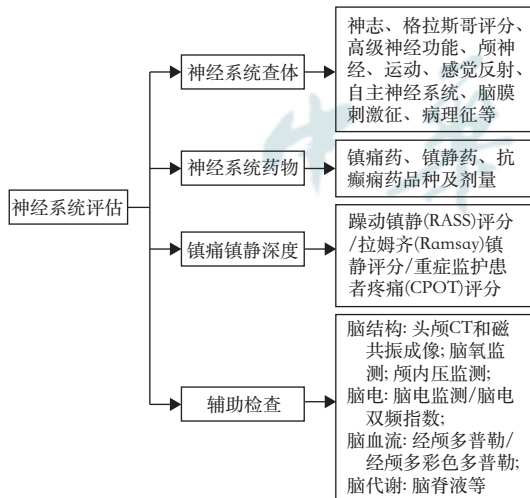 神经系统评估
神经系统查体
神志、格拉斯哥评分、
高级神经功能、颅神
经、运动、感觉反射、
自主神经系统、脑膜
刺激征、病理征等
神经系统药物
镇痛药、镇静药、抗
癫痫药品种及剂量
镇痛镇静深度
躁动镇静(RASS)评分
/拉姆齐(Ramsay)镇
静评分/重症监护患
者疼痛(CPOT)评分
辅助检查
脑结构: 头颅CT和磁
共振成像; 脑氧监
测; 颅内压监测;
脑电: 脑电监测/脑电
双频指数;
脑血流: 经颅多普勒/
经颅多彩色多普勒;
脑代谢: 脑脊液等
中华